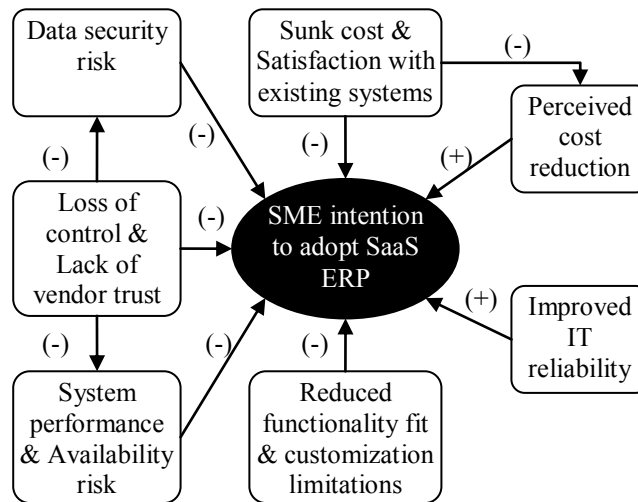 Data security
risk
Sunk cost &
Satisfaction with
existing systems
(-)
Perceived
cost
reduction
(-)
(-)
(-)
(+)
Loss of
control &
Lack of
vendor trust
(-)
SME intention
to adopt SaaS
ERP
(-)
(-)
(-)
(+)
Improved
IT
reliability
System
performance
& Availability
risk
Reduced
functionality fit
& customization
limitations